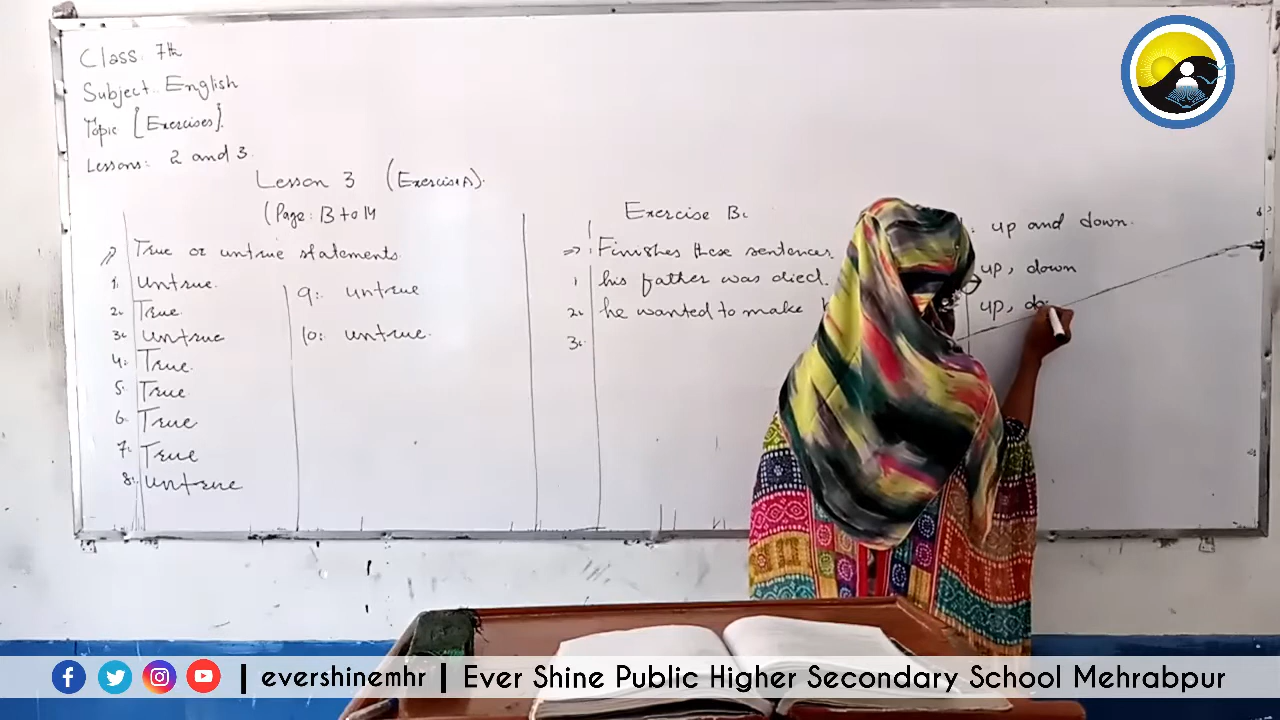 Class: 7th
Subject: English
Topic [Exercises].
Lessons: 2 and 3.
Lesson 3 (Exercise A).
(Page: 13 to 14
True or untrue statements.
1. untrue.
2. True.
3. untrue
4. True.
5. True.
6. True
7. True
8. untrue
9. untrue
10. untrue.
Exercise B.
Finishes these sentences.
1 his father was died.
2. he wanted to make
3.
up and down.
up, down
up, do
| evershinemhr | Ever Shine Public Higher Secondary School Mehrabpur